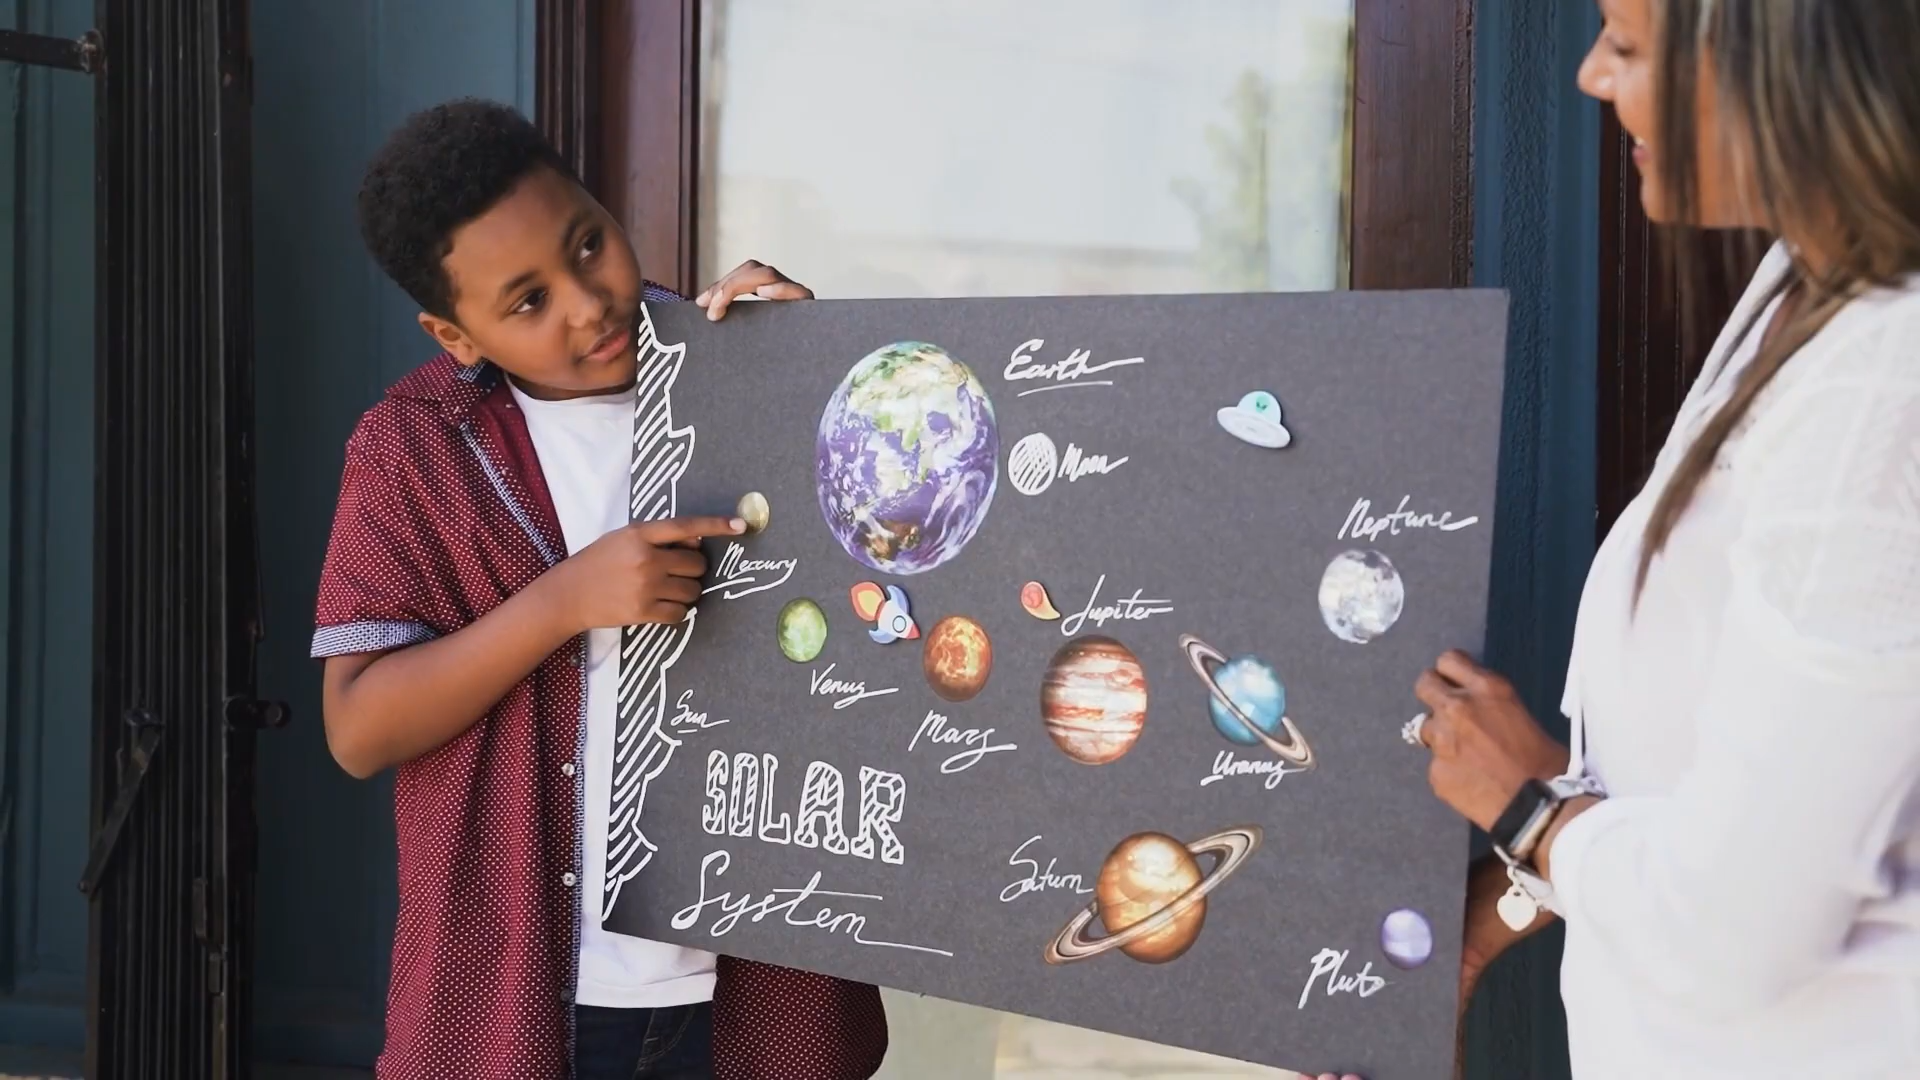 Earth
Moon
Neptune
Mercury
Jupiter
Venus
Sun
Mars
Uranus
SOLAR
System
Saturn
Pluto